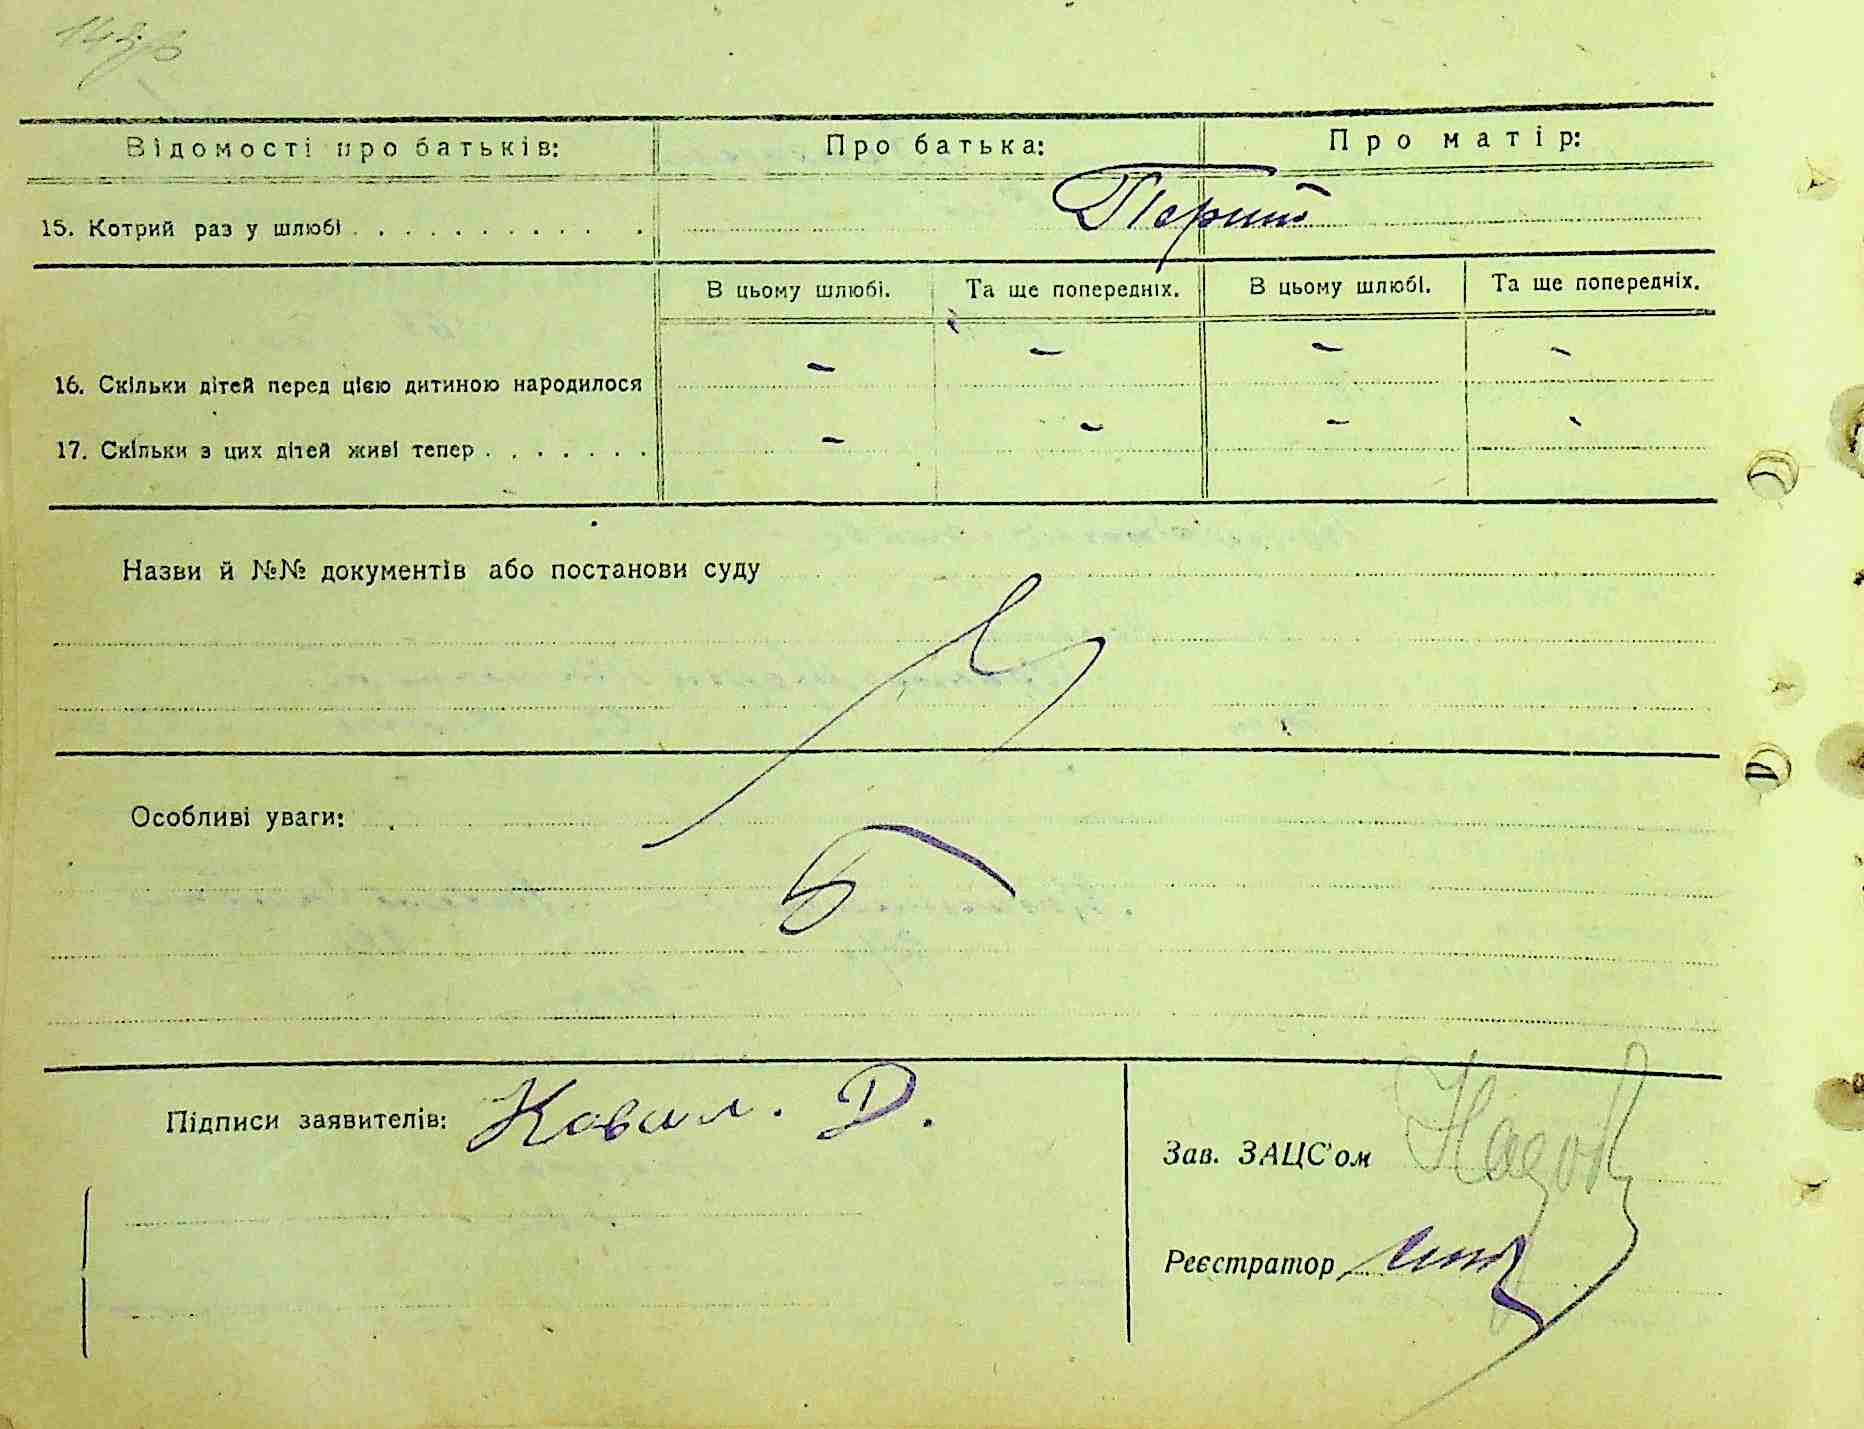 Відомості про батьків: Про батька: Про матір:
15. Котрий раз у шлюбі Перший
В цьому шлюбі. Та ще попередніх. В цьому шлюбі. Та ще попередніх.
16. Скільки дітей перед цією дитиною народилося - - - -
17. Скільки з цих дітей живі тепер - - - -
Назви й №№ документів або постанови суду
Особливі уваги:
Підписи заявителів: Ковал. Д.
Зав. ЗАЦС'ом
Реєстратор